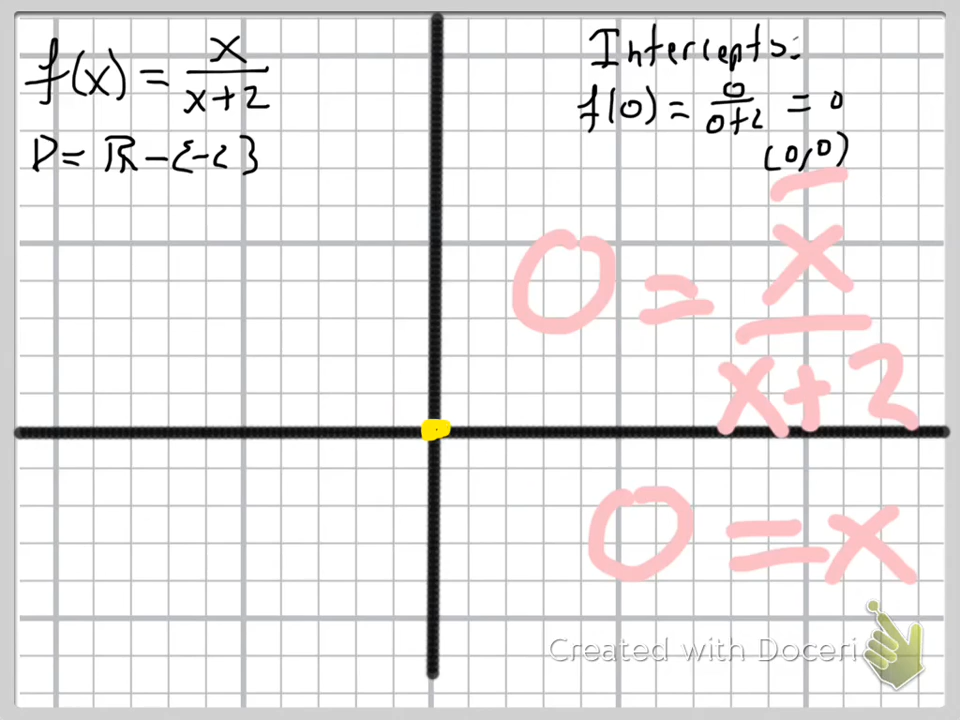 f(x) = x/(x+2)
D = ℝ - {-2}
Intercepts:
f(0) = 0/(0+2) = 0
(0,0)
0 = x/(x+2)
0 = x
Created with Doceri